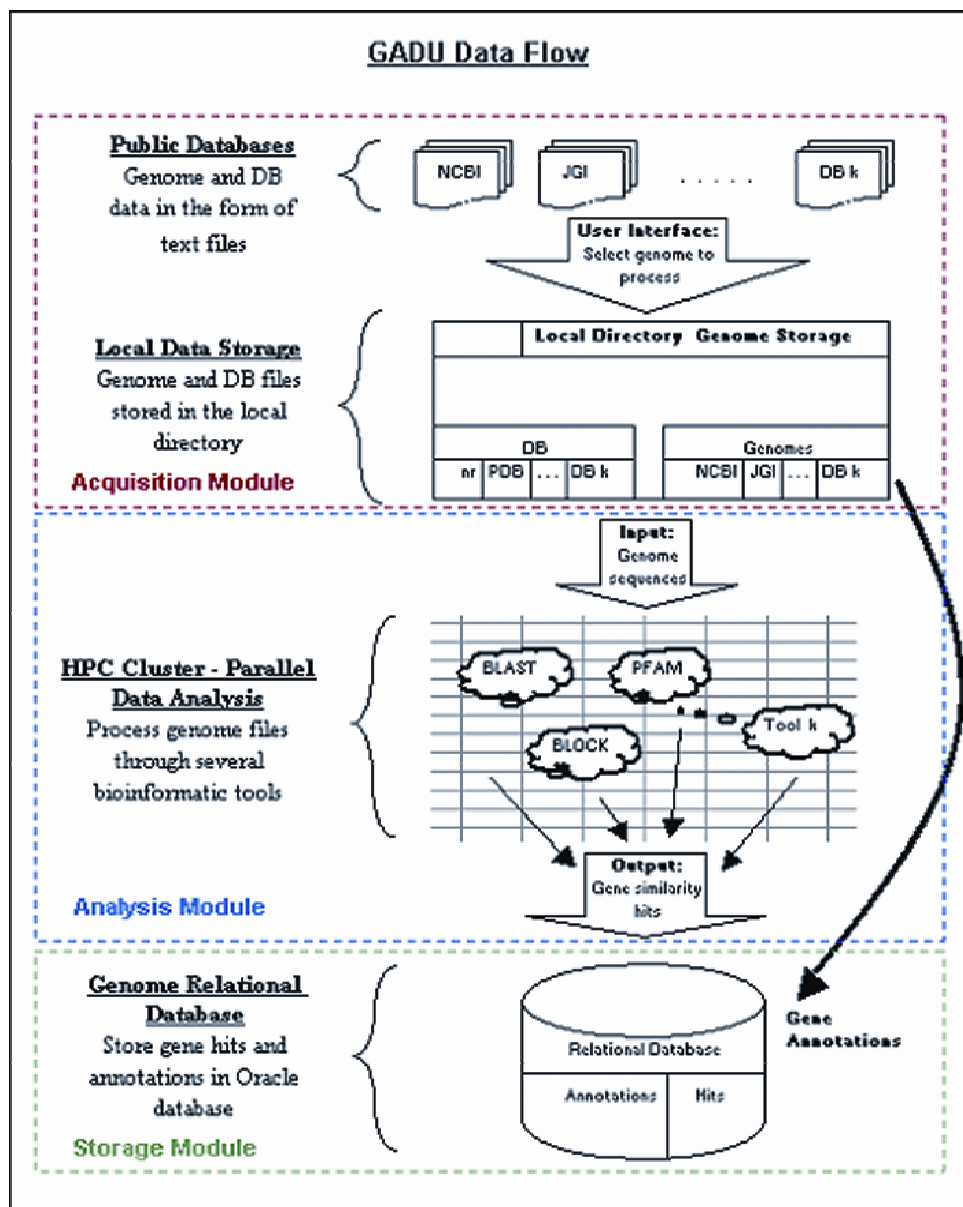 GADU Data Flow
Public Databases
Genome and DB
data in the form of
text files
NCBI
JGI
. . . . .
DB k
User Interface:
Select genome to
process
Local Data Storage
Genome and DB files
stored in the local
directory
Acquisition Module
Local Directory Genome Storage
DB
Genomes
nr
PDB
...
DB k
NCBI
JGI
...
DB k
Input:
Genome
sequences
HPC Cluster - Parallel
Data Analysis
Process genome files
through several
bioinformatic tools
BLAST
PFAM
BLOCK
Tool k
Analysis Module
Output:
Gene similarity
hits
Genome Relational
Database
Store gene hits and
annotations in Oracle
database
Storage Module
Relational Database
Annotations
Hits
Gene
Annotations